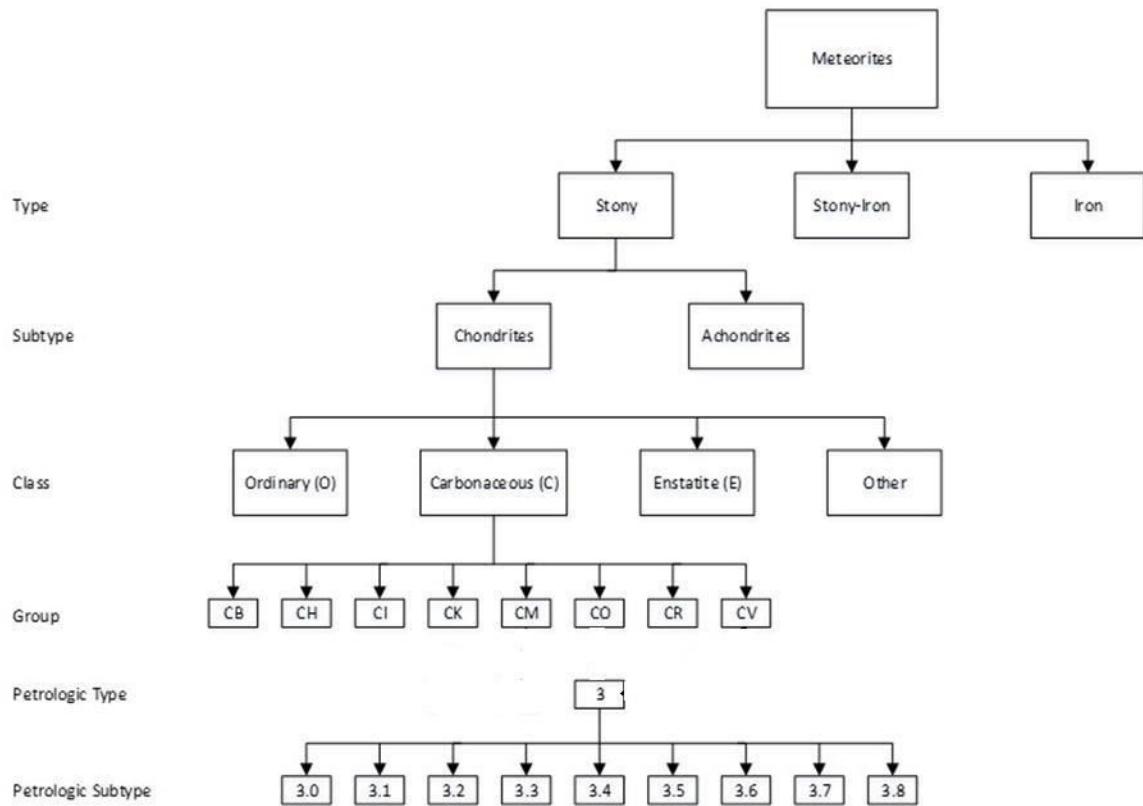 Meteorites
Type Stony Stony-Iron Iron
Subtype Chondrites Achondrites
Class Ordinary (O) Carbonaceous (C) Enstatite (E) Other
Group CB CH CI CK CM CO CR CV
Petrologic Type 3
Petrologic Subtype 3.0 3.1 3.2 3.3 3.4 3.5 3.6 3.7 3.8